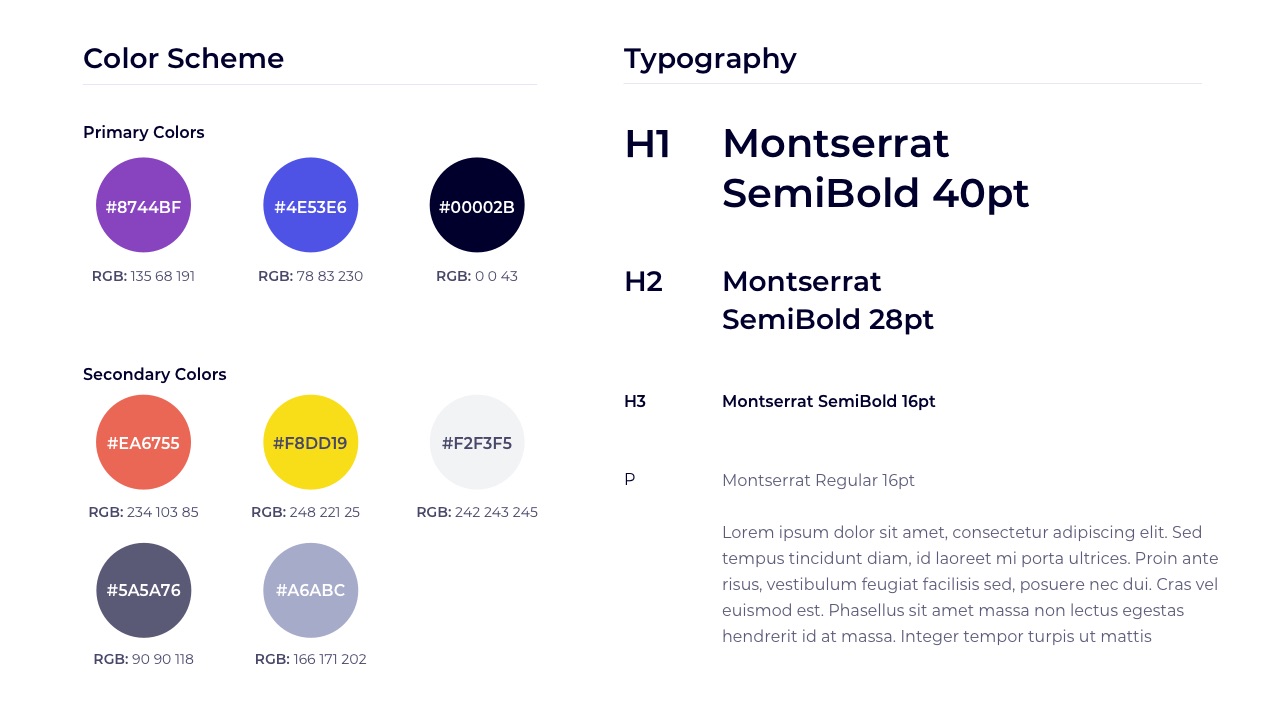 Color Scheme
Primary Colors
#8744BF
#4E53E6
#00002B
RGB: 135 68 191
RGB: 78 83 230
RGB: 0 0 43
Secondary Colors
#EA6755
#F8DD19
#F2F3F5
RGB: 234 103 85
RGB: 248 221 25
RGB: 242 243 245
#5A5A76
#A6ABC
RGB: 90 90 118
RGB: 166 171 202
Typography
H1
Montserrat
SemiBold 40pt
H2
Montserrat
SemiBold 28pt
H3
Montserrat SemiBold 16pt
P
Montserrat Regular 16pt
Lorem ipsum dolor sit amet, consectetur adipiscing elit. Sed
tempus tincidunt diam, id laoreet mi porta ultrices. Proin ante
risus, vestibulum feugiat facilisis sed, posuere nec dui. Cras vel
euismod est. Phasellus sit amet massa non lectus egestas
hendrerit id at massa. Integer tempor turpis ut mattis